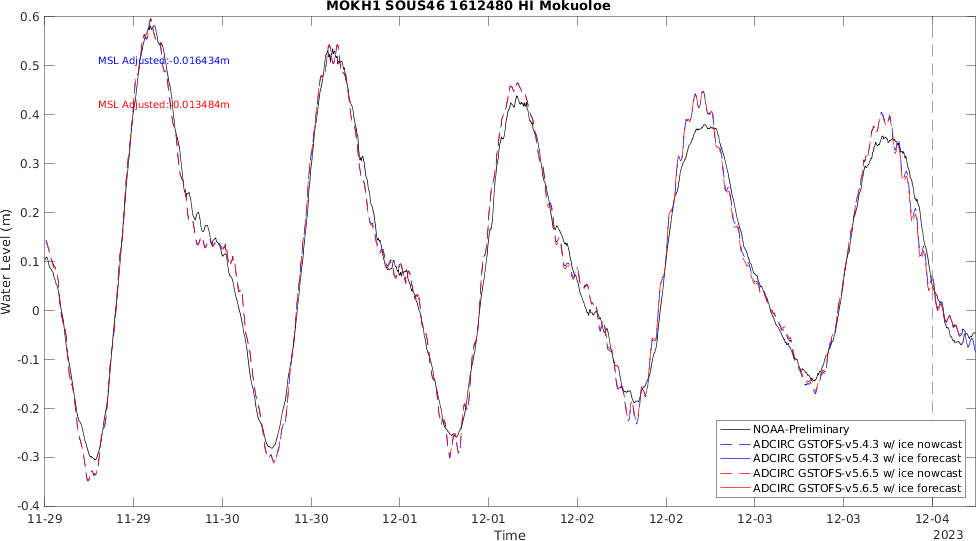 MOKH1 SOUS46 1612480 HI Mokuoloe
0.6
0.5
0.4
0.3
0.2
0.1
0
-0.1
-0.2
-0.3
-0.4
Water Level (m)
MSL Adjusted:-0.016434m
MSL Adjusted:-0.013484m
NOAA-Preliminary
ADCIRC GSTOFS-v5.4.3 w/ ice nowcast
ADCIRC GSTOFS-v5.4.3 w/ ice forecast
ADCIRC GSTOFS-v5.6.5 w/ ice nowcast
ADCIRC GSTOFS-v5.6.5 w/ ice forecast
11-29 11-29 11-30 11-30 12-01 12-01 12-02 12-02 12-03 12-03 12-04
Time
2023